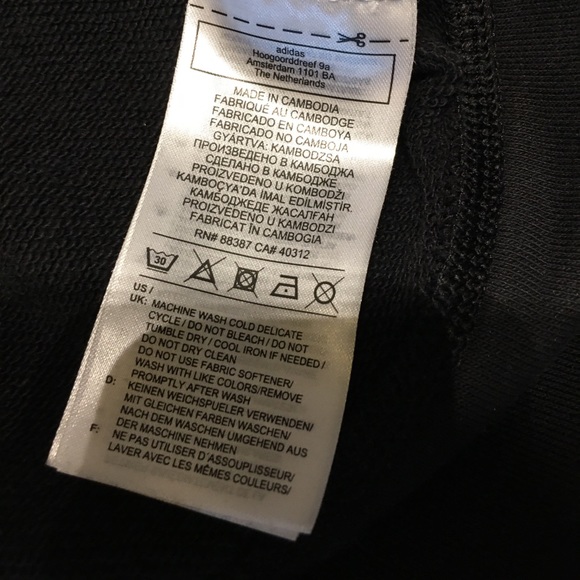 adidas
Hoogoorddreef 9a
Amsterdam 1101 BA
The Netherlands
MADE IN CAMBODIA
FABRIQUÉ AU CAMBODGE
FABRICADO EN CAMBOYA
FABRICADO NO CAMBOJA
GYÁRTVA: KAMBODZSA
ПРОИЗВЕДЕНО В КАМБОДЖА
СДЕЛАНО В КАМБОДЖЕ
PROIZVEDENO U KOMBODŽI
KAMBOÇYA'DA IMAL EDILMISTIR.
КАМБОДЖЕДЕ ЖАСАЛҒАН
PROIZVEDENO U KAMBODZI
FABRICAT ÎN CAMBOGIA
RN# 88387 CA# 40312
30
US /
UK: MACHINE WASH COLD DELICATE
CYCLE / DO NOT BLEACH / DO NOT
TUMBLE DRY / COOL IRON IF NEEDED /
DO NOT DRY CLEAN
DO NOT USE FABRIC SOFTENER/
WASH WITH LIKE COLORS/REMOVE
PROMPTLY AFTER WASH
D: KEINEN WEICHSPUELER VERWENDEN/
MIT GLEICHEN FARBEN WASCHEN/
NACH DEM WASCHEN UMGEHEND AUS
DER MASCHINE NEHMEN
F: NE PAS UTILISER D'ASSOUPLISSEUR/
LAVER AVEC LES MÊMES COULEURS/